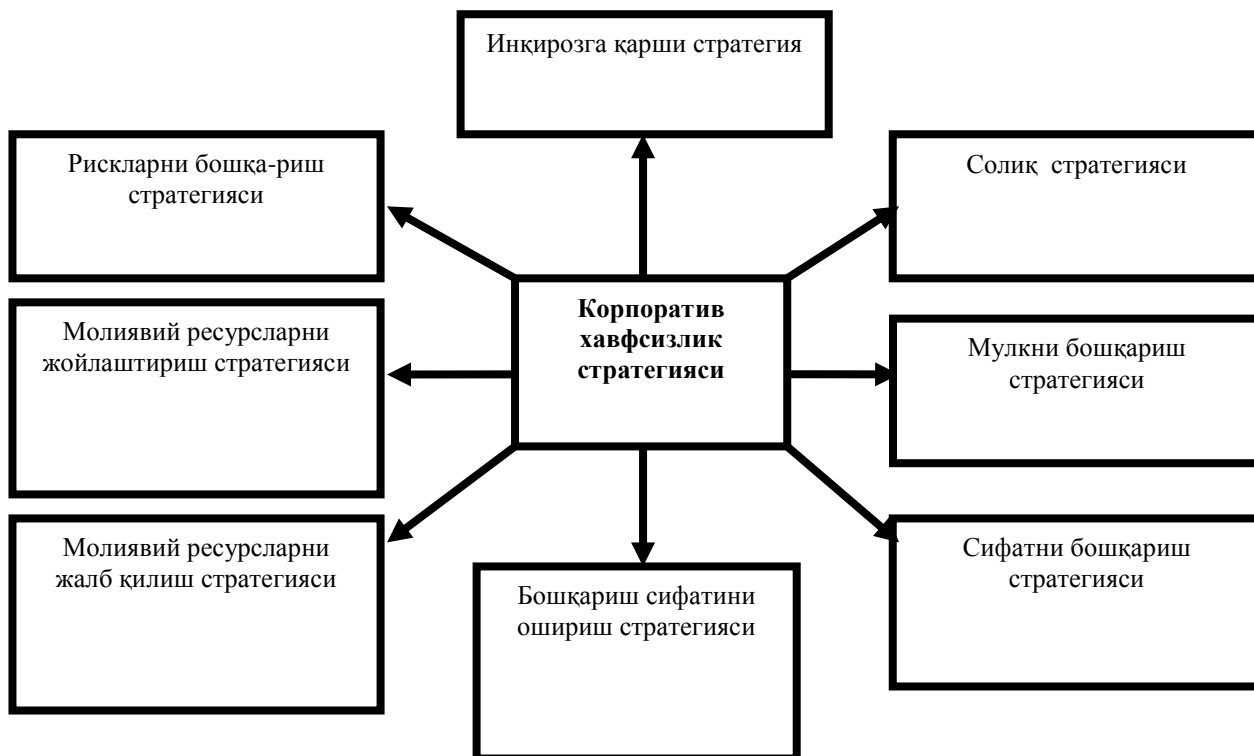 Инқирозга қарши стратегия
Рискларни бошқа-риш
стратегияси
Солиқ  стратегияси
Корпоратив
хавфсизлик
стратегияси
Молиявий ресурсларни
жойлаштириш стратегияси
Мулкни бошқариш
стратегияси
Молиявий ресурсларни
жалб қилиш стратегияси
Бошқариш сифатини
ошириш стратегияси
Сифатни бошқариш
стратегияси